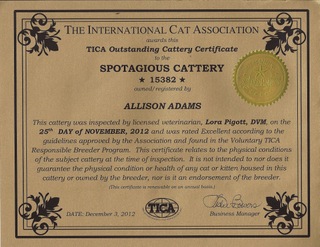 THE INTERNATIONAL CAT ASSOCIATION
awards this
TICA Outstanding Cattery Certificate
to the
SPOTAGIOUS CATTERY
★ 15382 ★
owned/registered by
ALLISON ADAMS
This cattery was inspected by licensed veterinarian, Lora Pigott, DVM, on the
25th DAY of NOVEMBER, 2012 and was rated Excellent according to the
guidelines approved by the Association and found in the Voluntary TICA
Responsible Breeder Program. This certificate relates to the physical conditions
of the subject cattery at the time of inspection. It is not intended to nor does it
guarantee the physical condition or health of any cat or kitten housed in this
cattery or owned by the breeder, nor is it an endorsement of the breeder.
(This certificate is renewable on an annual basis.)
DATE: December 3, 2012
TICA
Business Manager